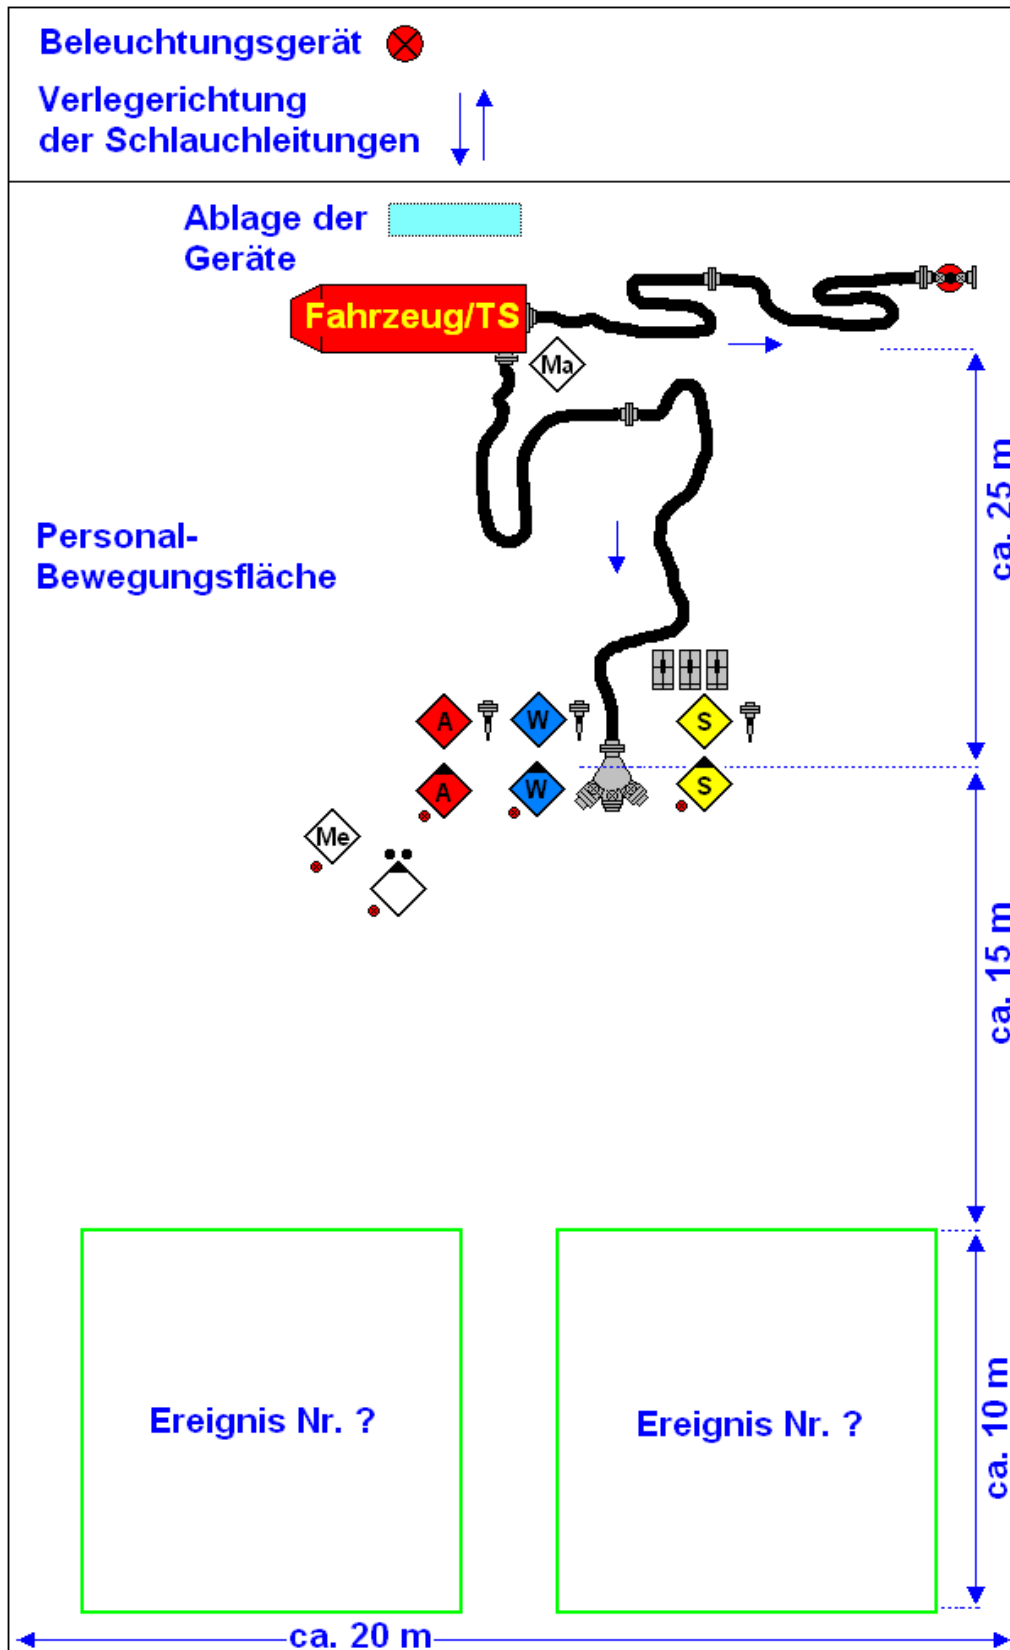 Beleuchtungsgerät
Verlegerichtung
der Schlauchleitungen
Ablage der
Geräte
Fahrzeug/TS
Ma
ca. 25 m
Personal-
Bewegungsfläche
A
W
S
A
W
S
Me
ca. 15 m
Ereignis Nr. ?
Ereignis Nr. ?
ca. 10 m
ca. 20 m